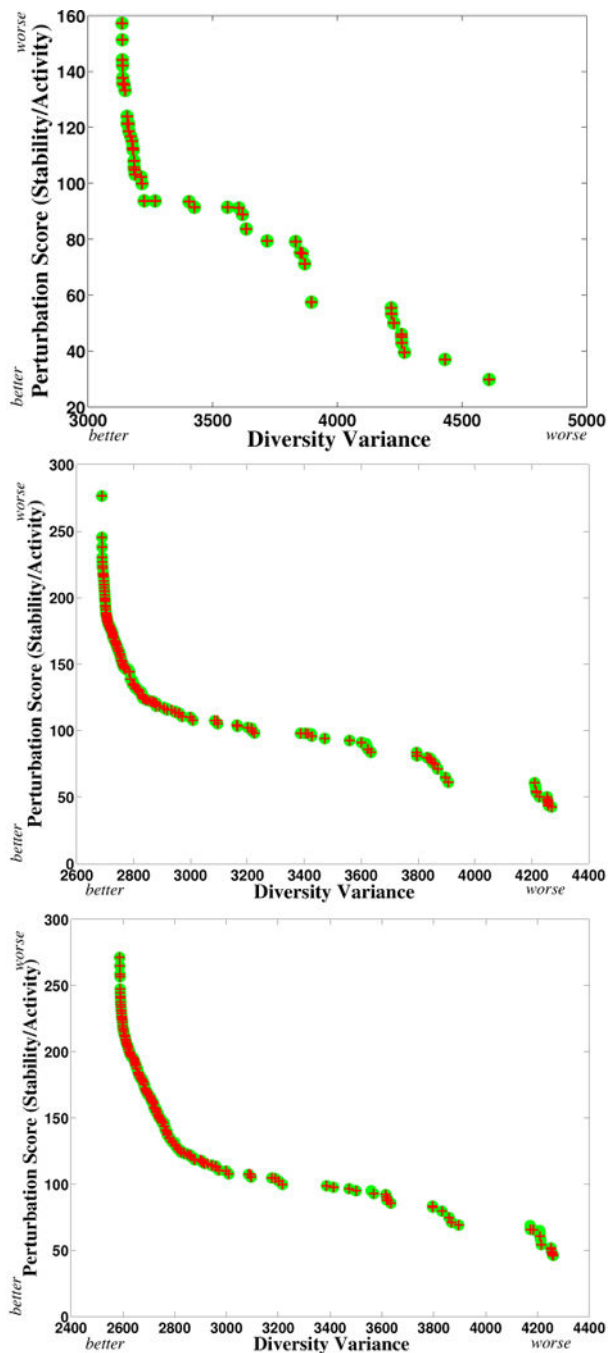 worse
Perturbation Score (Stability/Activity)
better
160
140
120
100
80
60
40
20
3000
3500
4000
4500
5000
better
Diversity Variance
worse
worse
Perturbation Score (Stability/Activity)
better
300
250
200
150
100
50
0
2600
2800
3000
3200
3400
3600
3800
4000
4200
4400
better
Diversity Variance
worse
worse
Perturbation Score (Stability/Activity)
better
300
250
200
150
100
50
0
2400
2600
2800
3000
3200
3400
3600
3800
4000
4200
4400
better
Diversity Variance
worse